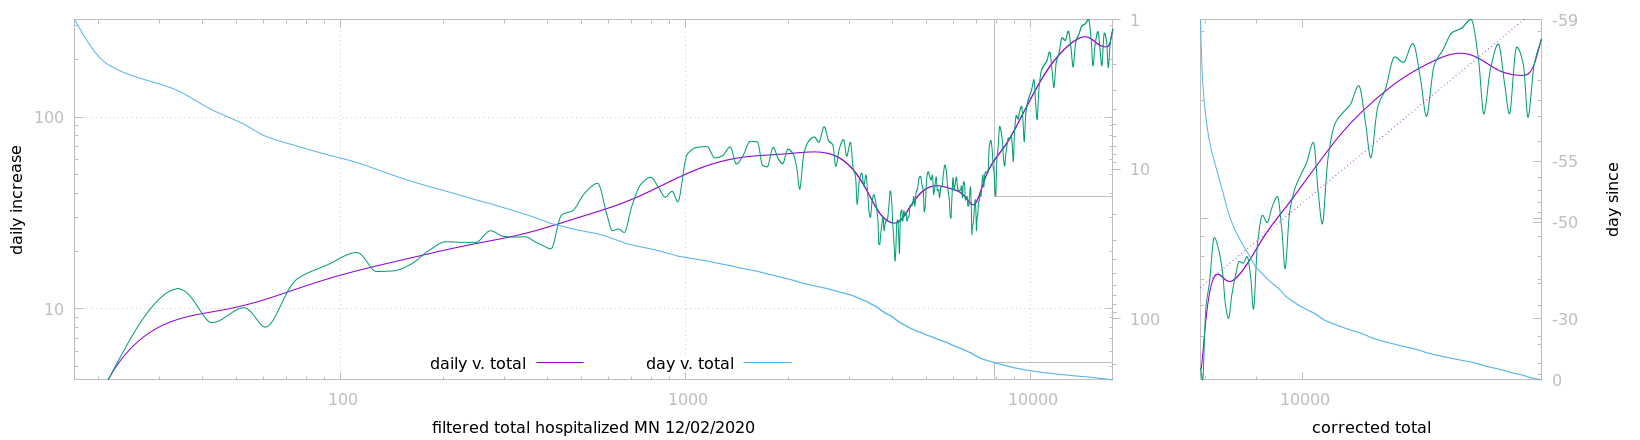 1
-59
100
daily increase
10
-55
day since
-50
10
100
-30
daily v. total
day v. total
0
100
1000
10000
10000
filtered total hospitalized MN 12/02/2020
corrected total